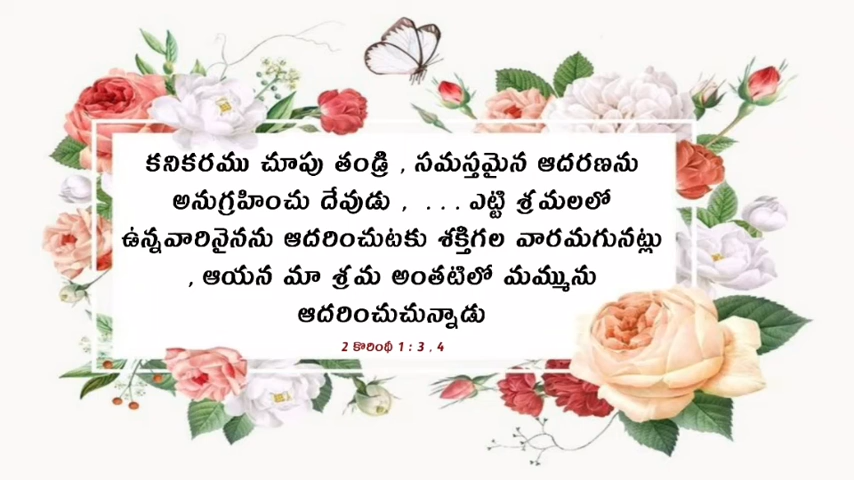 కనికరము చూపు తండ్రి , సమస్తమైన ఆదరణను
అనుగ్రహించు దేవుడు , ... ఎట్టి శ్రమలలో
ఉన్నవారినైనను ఆదరించుటకు శక్తిగల వారమగునట్లు
, ఆయన మా శ్రమ అంతటిలో మమ్మును
ఆదరించుచున్నాడు
2 కొరింథీ 1 : 3 , 4